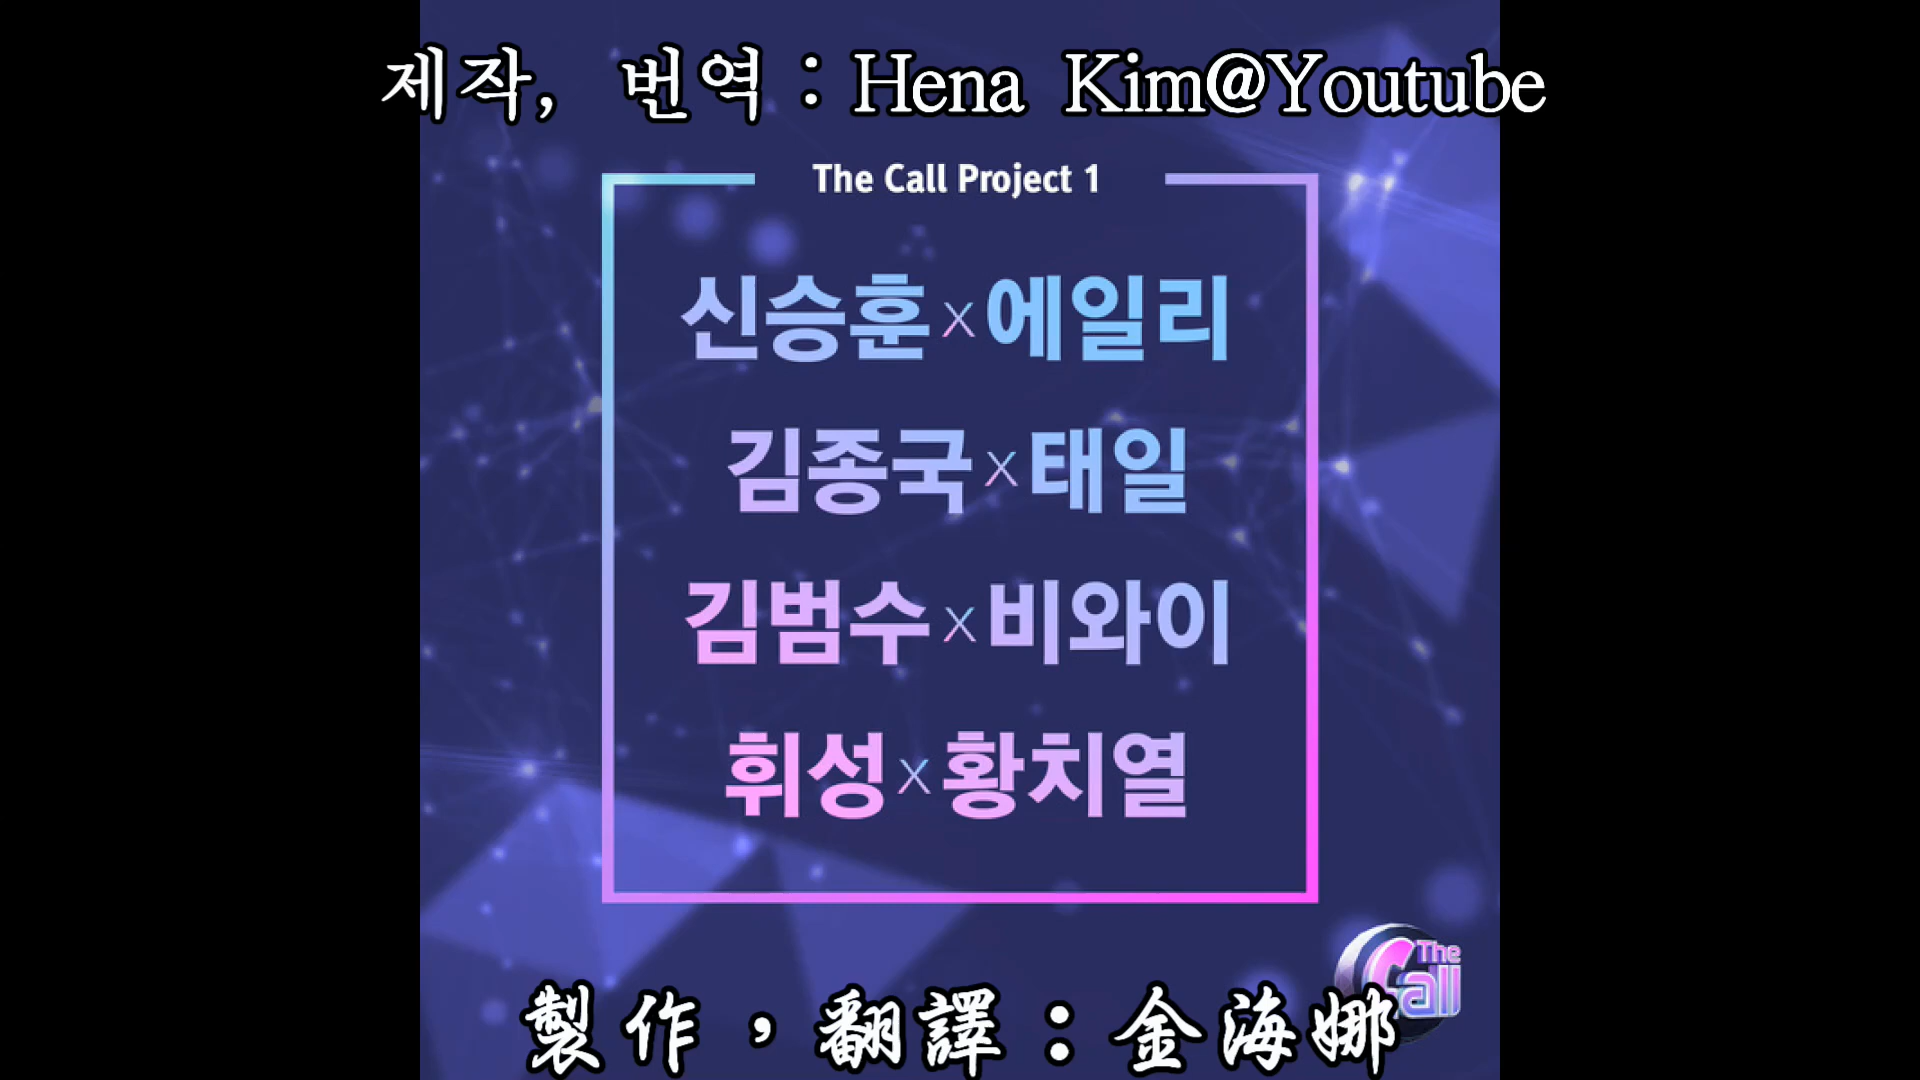 제작, 번역：Hena Kim@Youtube
The Call Project 1
신승훈 x 에일리
김종국 x 태일
김범수 x 비와이
휘성 x 황치열
The
Call
製作，翻譯：金海娜